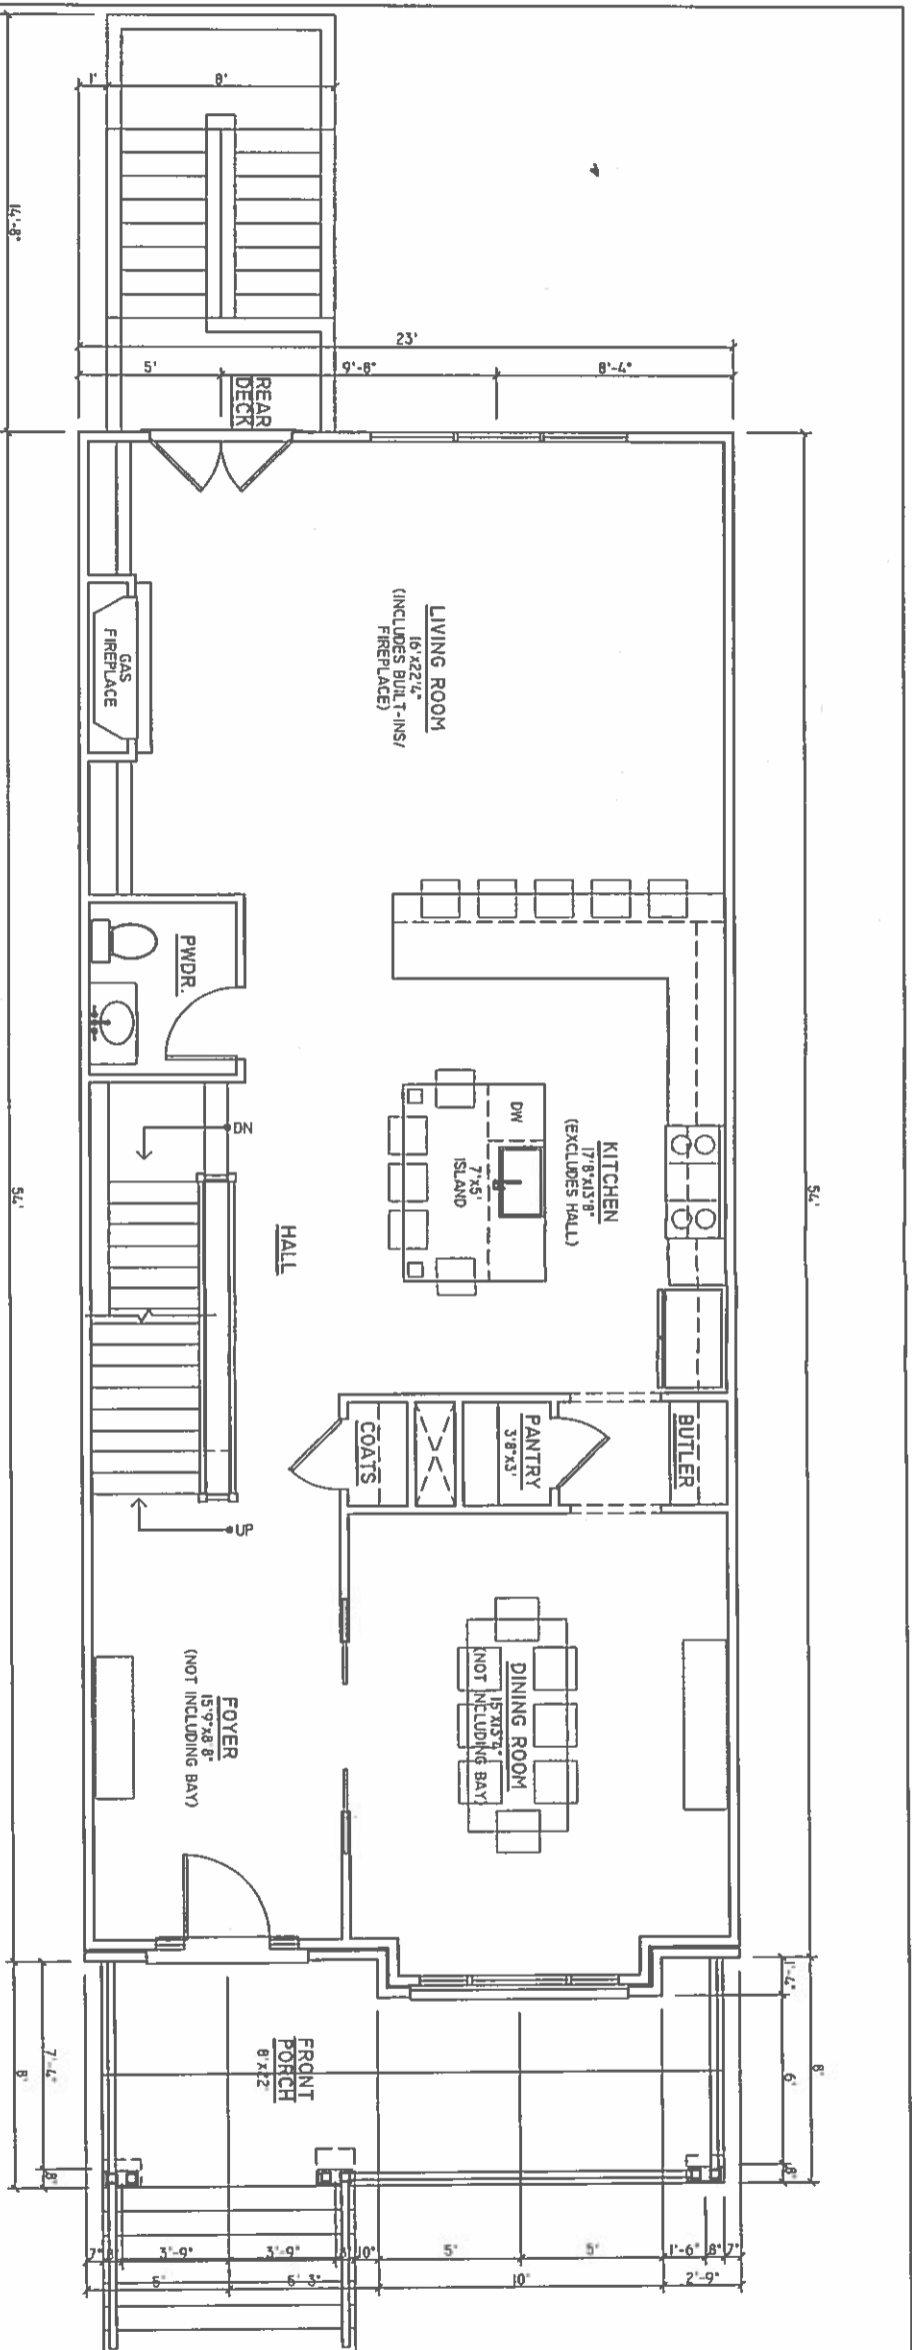 1'
8'
14'-8"
23'
5'
9'-8"
8'-4"
REAR
DECK
LIVING ROOM
16'x22'4"
(INCLUDES BUILT-INS/
FIREPLACE)
GAS
FIREPLACE
PWDR.
DN
DW
7'x5'
ISLAND
KITCHEN
17'8"x13'8"
(EXCLUDES HALL)
HALL
54'
54'
COATS
PANTRY
3'8"x3'
BUTLER
UP
FOYER
15'9"x8'8"
(NOT INCLUDING BAY)
DINING ROOM
15'x13'4"
(NOT INCLUDING BAY)
1'-4"
6'
8"
8'
FRONT
PORCH
8'x22'
7'-4"
8"
8'
7"
3'-9"
3'-9"
10"
5'
5'
1'-6"
8"
7"
10'
2'-9"